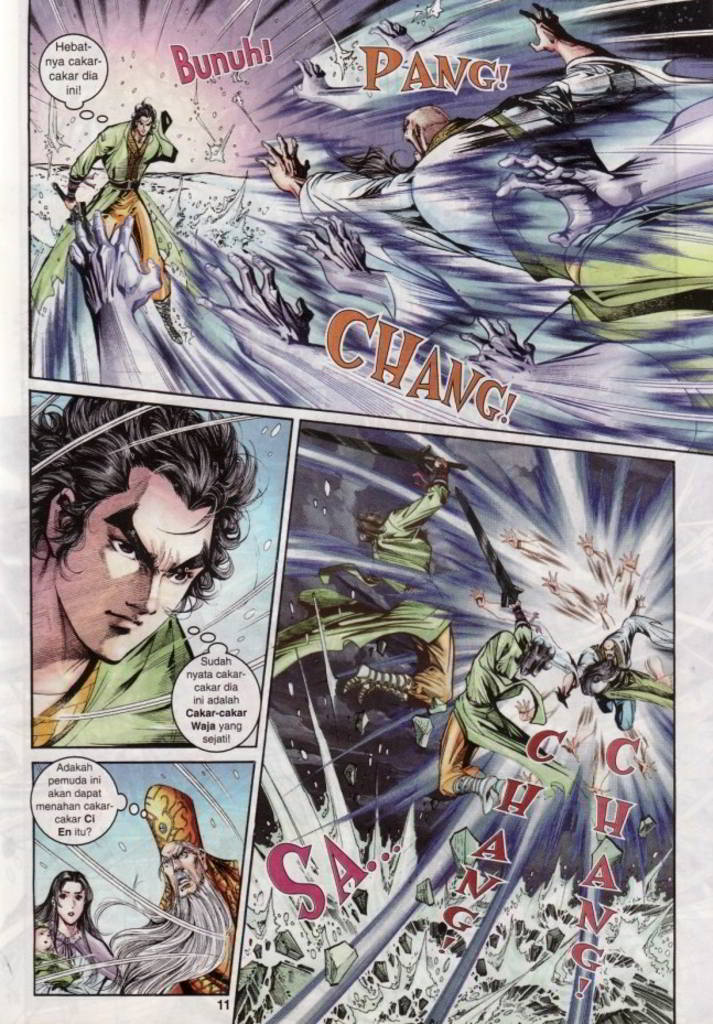 Hebat-
nya cakar-
cakar dia
ini!
Bunuh!
PANG!
CHANG!
Sudah
nyata cakar-
cakar dia
ini adalah
Cakar-cakar
Waja yang
sejati!
SA...
CHANG!
CHANG!
Adakah
pemuda ini
akan dapat
menahan cakar-
cakar Ci
En itu?
11